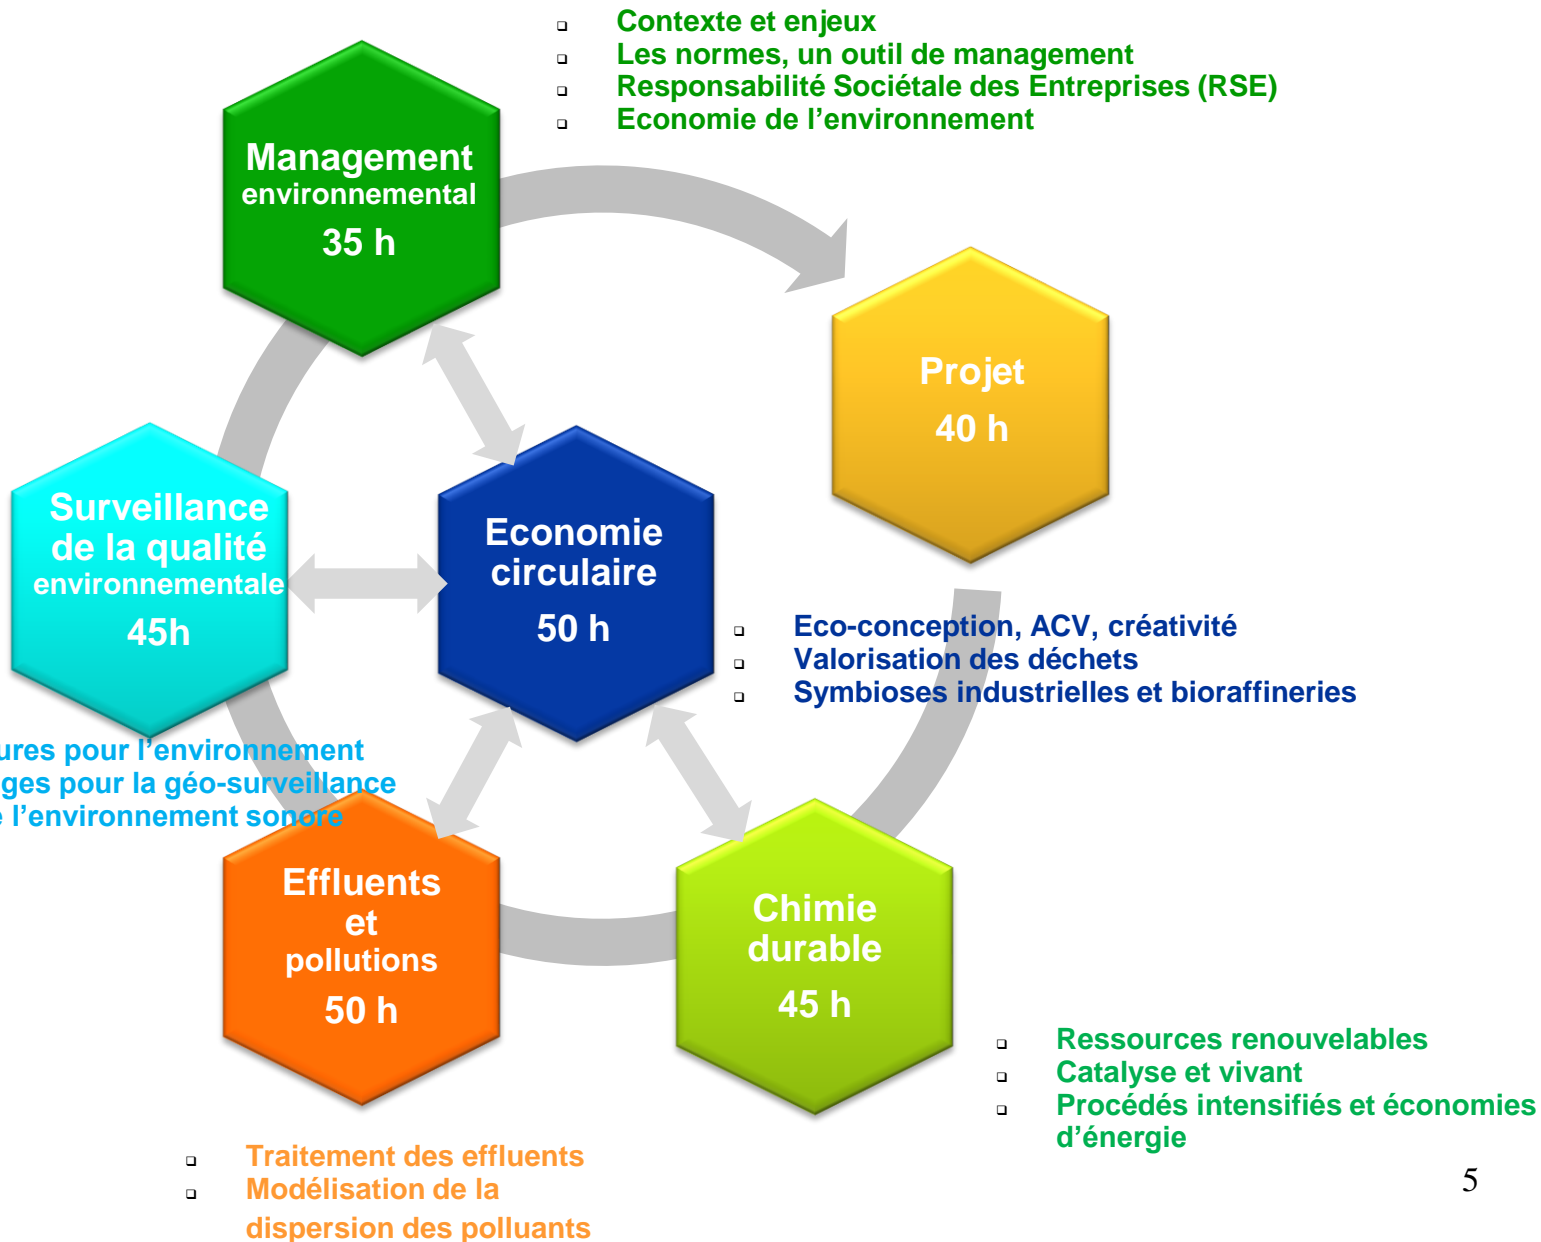 Contexte et enjeux
Les normes, un outil de management
Responsabilité Sociétale des Entreprises (RSE)
Economie de l’environnement
Management
environnemental
35 h
Projet
40 h
Surveillance
de la qualité
environnementale
45h
Economie
circulaire
50 h
Eco-conception, ACV, créativité
Valorisation des déchets
Symbioses industrielles et bioraffineries
pour l’environnement
pour la géo-surveillance
l’environnement sonore
Effluents
et
pollutions
50 h
Chimie
durable
45 h
Ressources renouvelables
Catalyse et vivant
Procédés intensifiés et économies
d’énergie
Traitement des effluents
Modélisation de la
dispersion des polluants
5